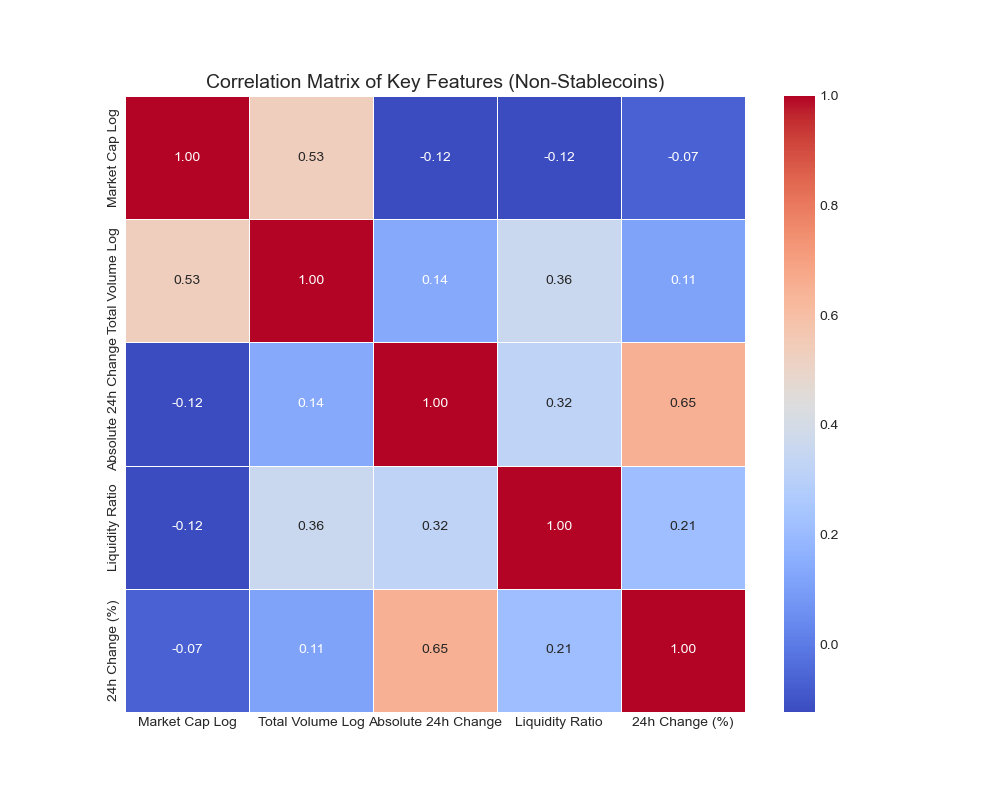 Correlation Matrix of Key Features (Non-Stablecoins)
Market Cap Log
1.00 0.53 -0.12 -0.12 -0.07
Total Volume Log
0.53 1.00 0.14 0.36 0.11
Absolute 24h Change
-0.12 0.14 1.00 0.32 0.65
Liquidity Ratio
-0.12 0.36 0.32 1.00 0.21
24h Change (%)
-0.07 0.11 0.65 0.21 1.00
Market Cap Log Total Volume Log Absolute 24h Change Liquidity Ratio 24h Change (%)
1.0
0.8
0.6
0.4
0.2
0.0